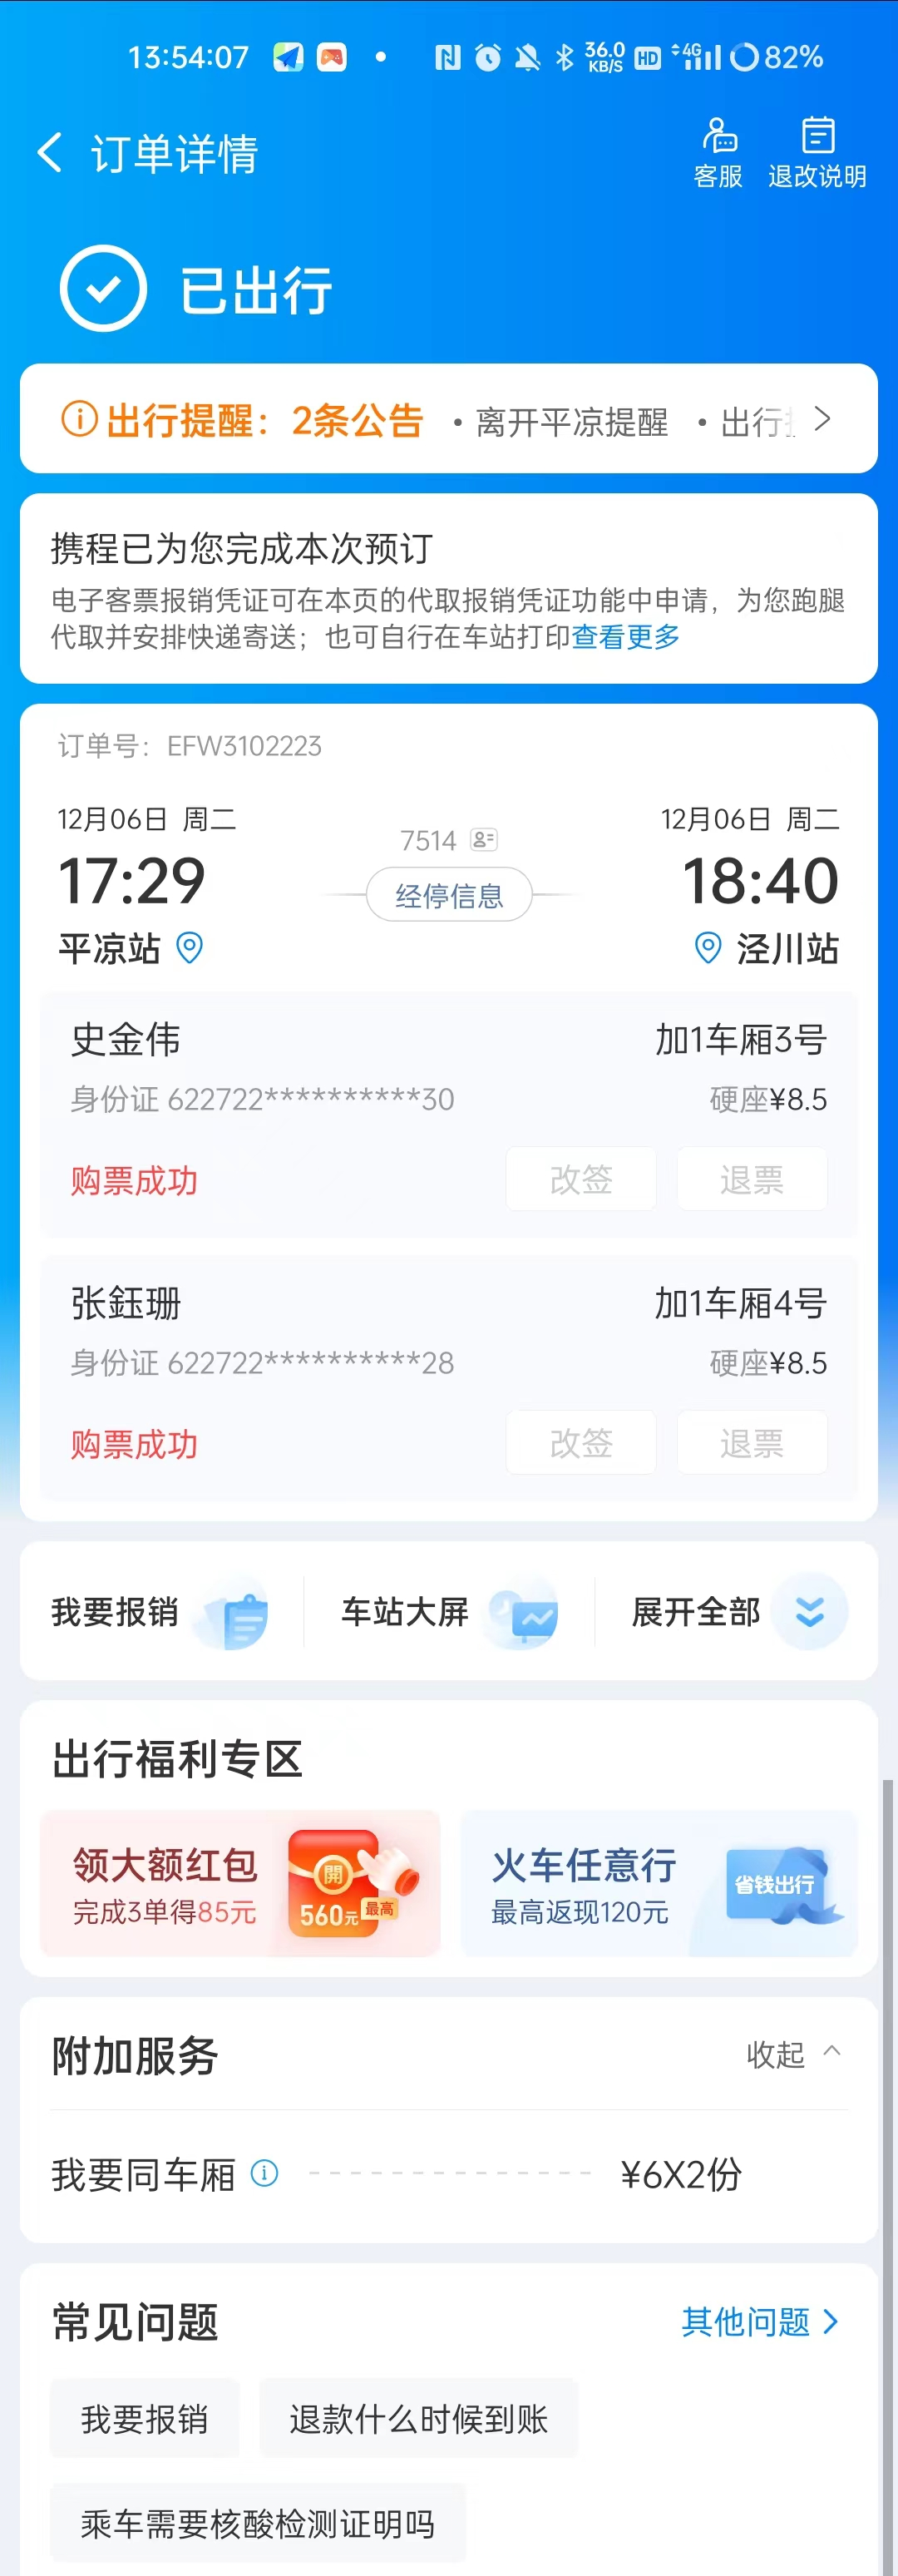 13:54:07 36.0 KB/S HD 4G 82%
订单详情
客服 退改说明
已出行
出行提醒：2条公告 · 离开平凉提醒 · 出行
携程已为您完成本次预订
电子客票报销凭证可在本页的代取报销凭证功能中申请，为您跑腿
代取并安排快递寄送；也可自行在车站打印查看更多
订单号：EFW3102223
12月06日 周二 7514 12月06日 周二
17:29 经停信息 18:40
平凉站 泾川站
史金伟 加1车厢3号
身份证 622722**********30 硬座¥8.5
购票成功 改签 退票
张鈺珊 加1车厢4号
身份证 622722**********28 硬座¥8.5
购票成功 改签 退票
我要报销 车站大屏 展开全部
出行福利专区
领大额红包 開 火车任意行 省钱出行
完成3单得85元 560元 最高 最高返现120元
附加服务 收起
我要同车厢 ¥6X2份
常见问题 其他问题
我要报销 退款什么时候到账
乘车需要核酸检测证明吗